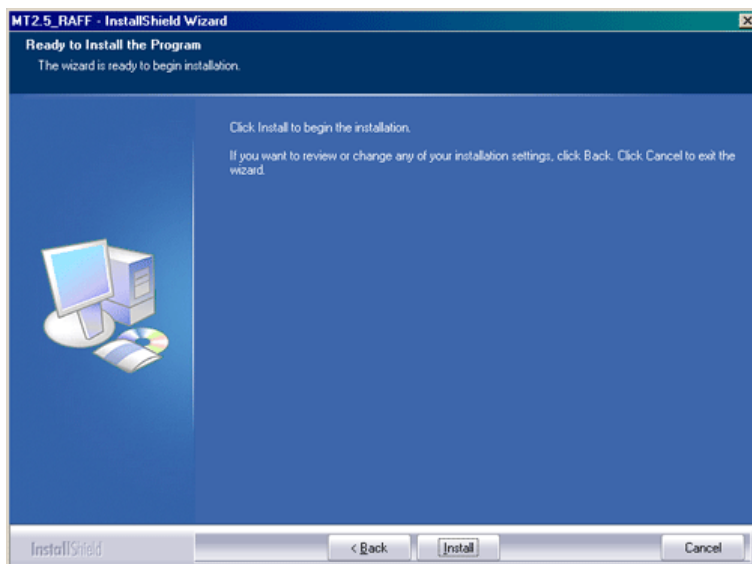 MT2.5_RAFF - InstallShield Wizard
Ready to Install the Program
The wizard is ready to begin installation.
Click Install to begin the installation.
If you want to review or change any of your installation settings, click Back. Click Cancel to exit the
wizard.
InstallShield
< Back
Install
Cancel